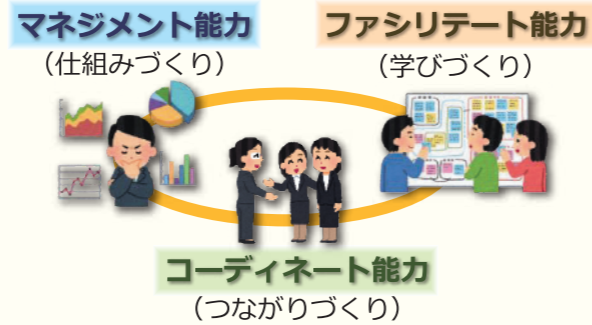 マネジメント能力
（仕組みづくり）
ファシリテート能力
（学びづくり）
コーディネート能力
（つながりづくり）